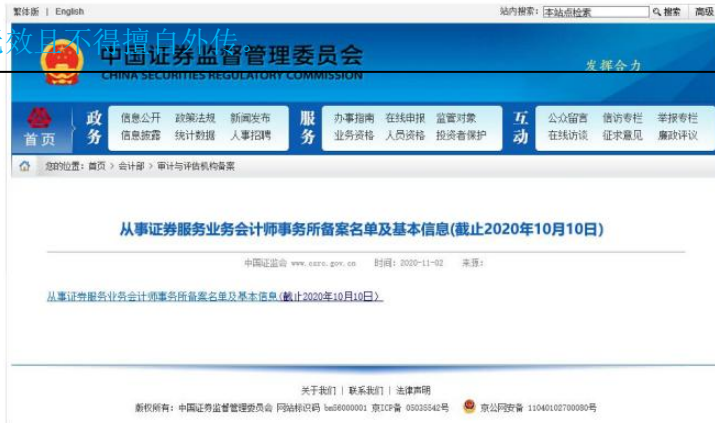 繁体版 | English 站内搜索: 本站点检索 搜索 高级
效且不得擅自外传。
中国证券监督管理委员会
CHINA SECURITIES REGULATORY COMMISSION
发挥合力
首页 政务 信息公开 政策法规 新闻发布 服务 办事指南 在线申报 监管对象 互动 公众留言 信访专栏 举报专栏
信息披露 统计数据 人事招聘 业务资格 人员资格 投资者保护 在线访谈 征求意见 廉政评议
您的位置: 首页 > 会计部 > 审计与评估机构备案
从事证券服务业务会计师事务所备案名单及基本信息(截止2020年10月10日)
中国证监会 www.csrc.gov.cn 时间: 2020-11-02 来源:
从事证券服务业务会计师事务所备案名单及基本信息(截止2020年10月10日)
关于我们 | 联系我们 | 法律声明
版权所有: 中国证券监督管理委员会 网站标识码 bm56000001 京ICP备 05035542号 京公网安备 11040102700080号